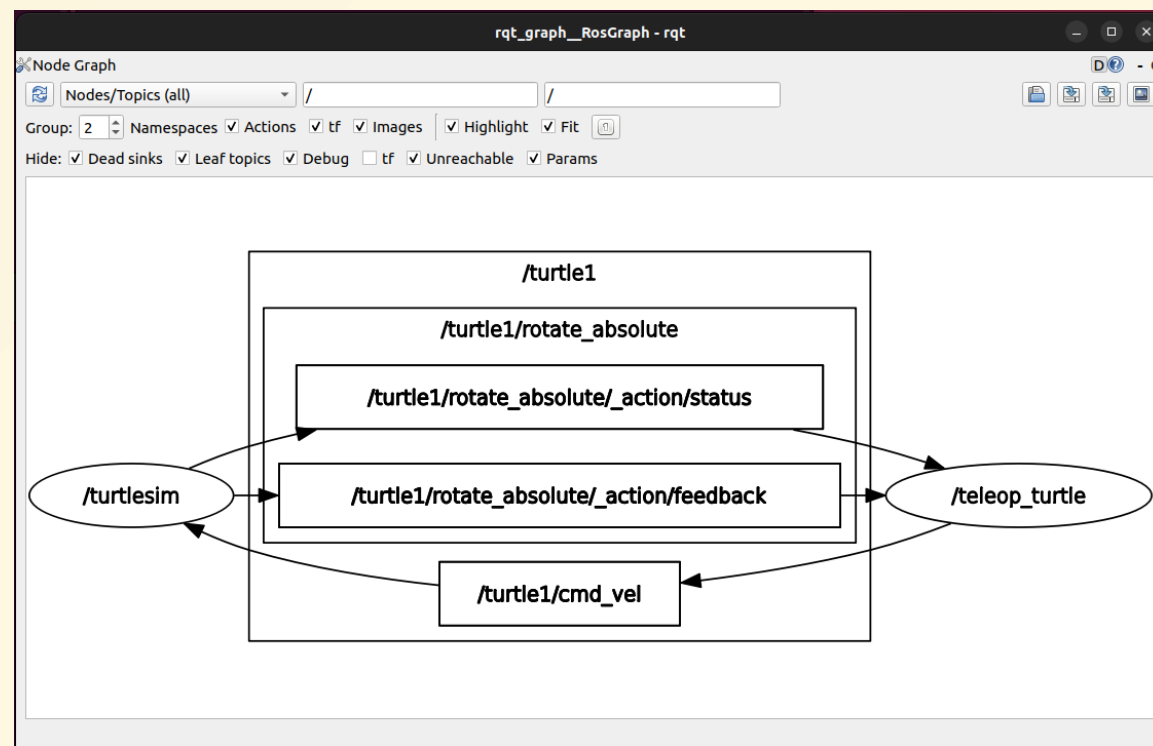 rqt_graph__RosGraph - rqt
Node Graph
D
Nodes/Topics (all) / /
Group: 2 Namespaces Actions tf Images Highlight Fit
Hide: Dead sinks Leaf topics Debug tf Unreachable Params
/turtle1
/turtle1/rotate_absolute
/turtle1/rotate_absolute/_action/status
/turtlesim
/turtle1/rotate_absolute/_action/feedback
/teleop_turtle
/turtle1/cmd_vel